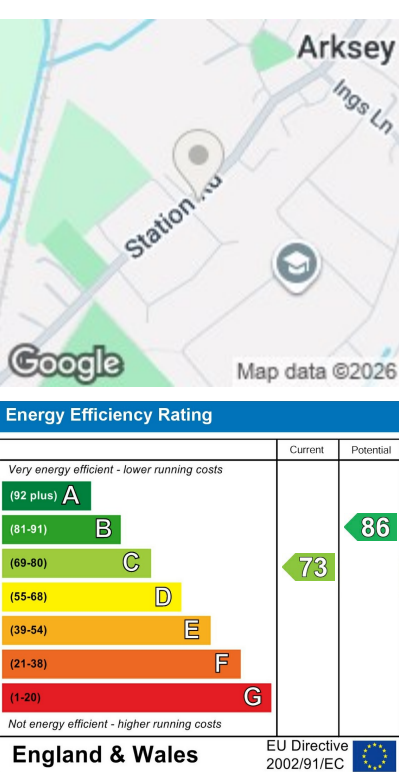 Arksey
Ings Ln
Station Rd
Google
Map data ©2026
Energy Efficiency Rating
Current Potential
Very energy efficient - lower running costs
(92 plus) A
(81-91) B
86
(69-80) C
73
(55-68) D
(39-54) E
(21-38) F
(1-20) G
Not energy efficient - higher running costs
England & Wales
EU Directive
2002/91/EC